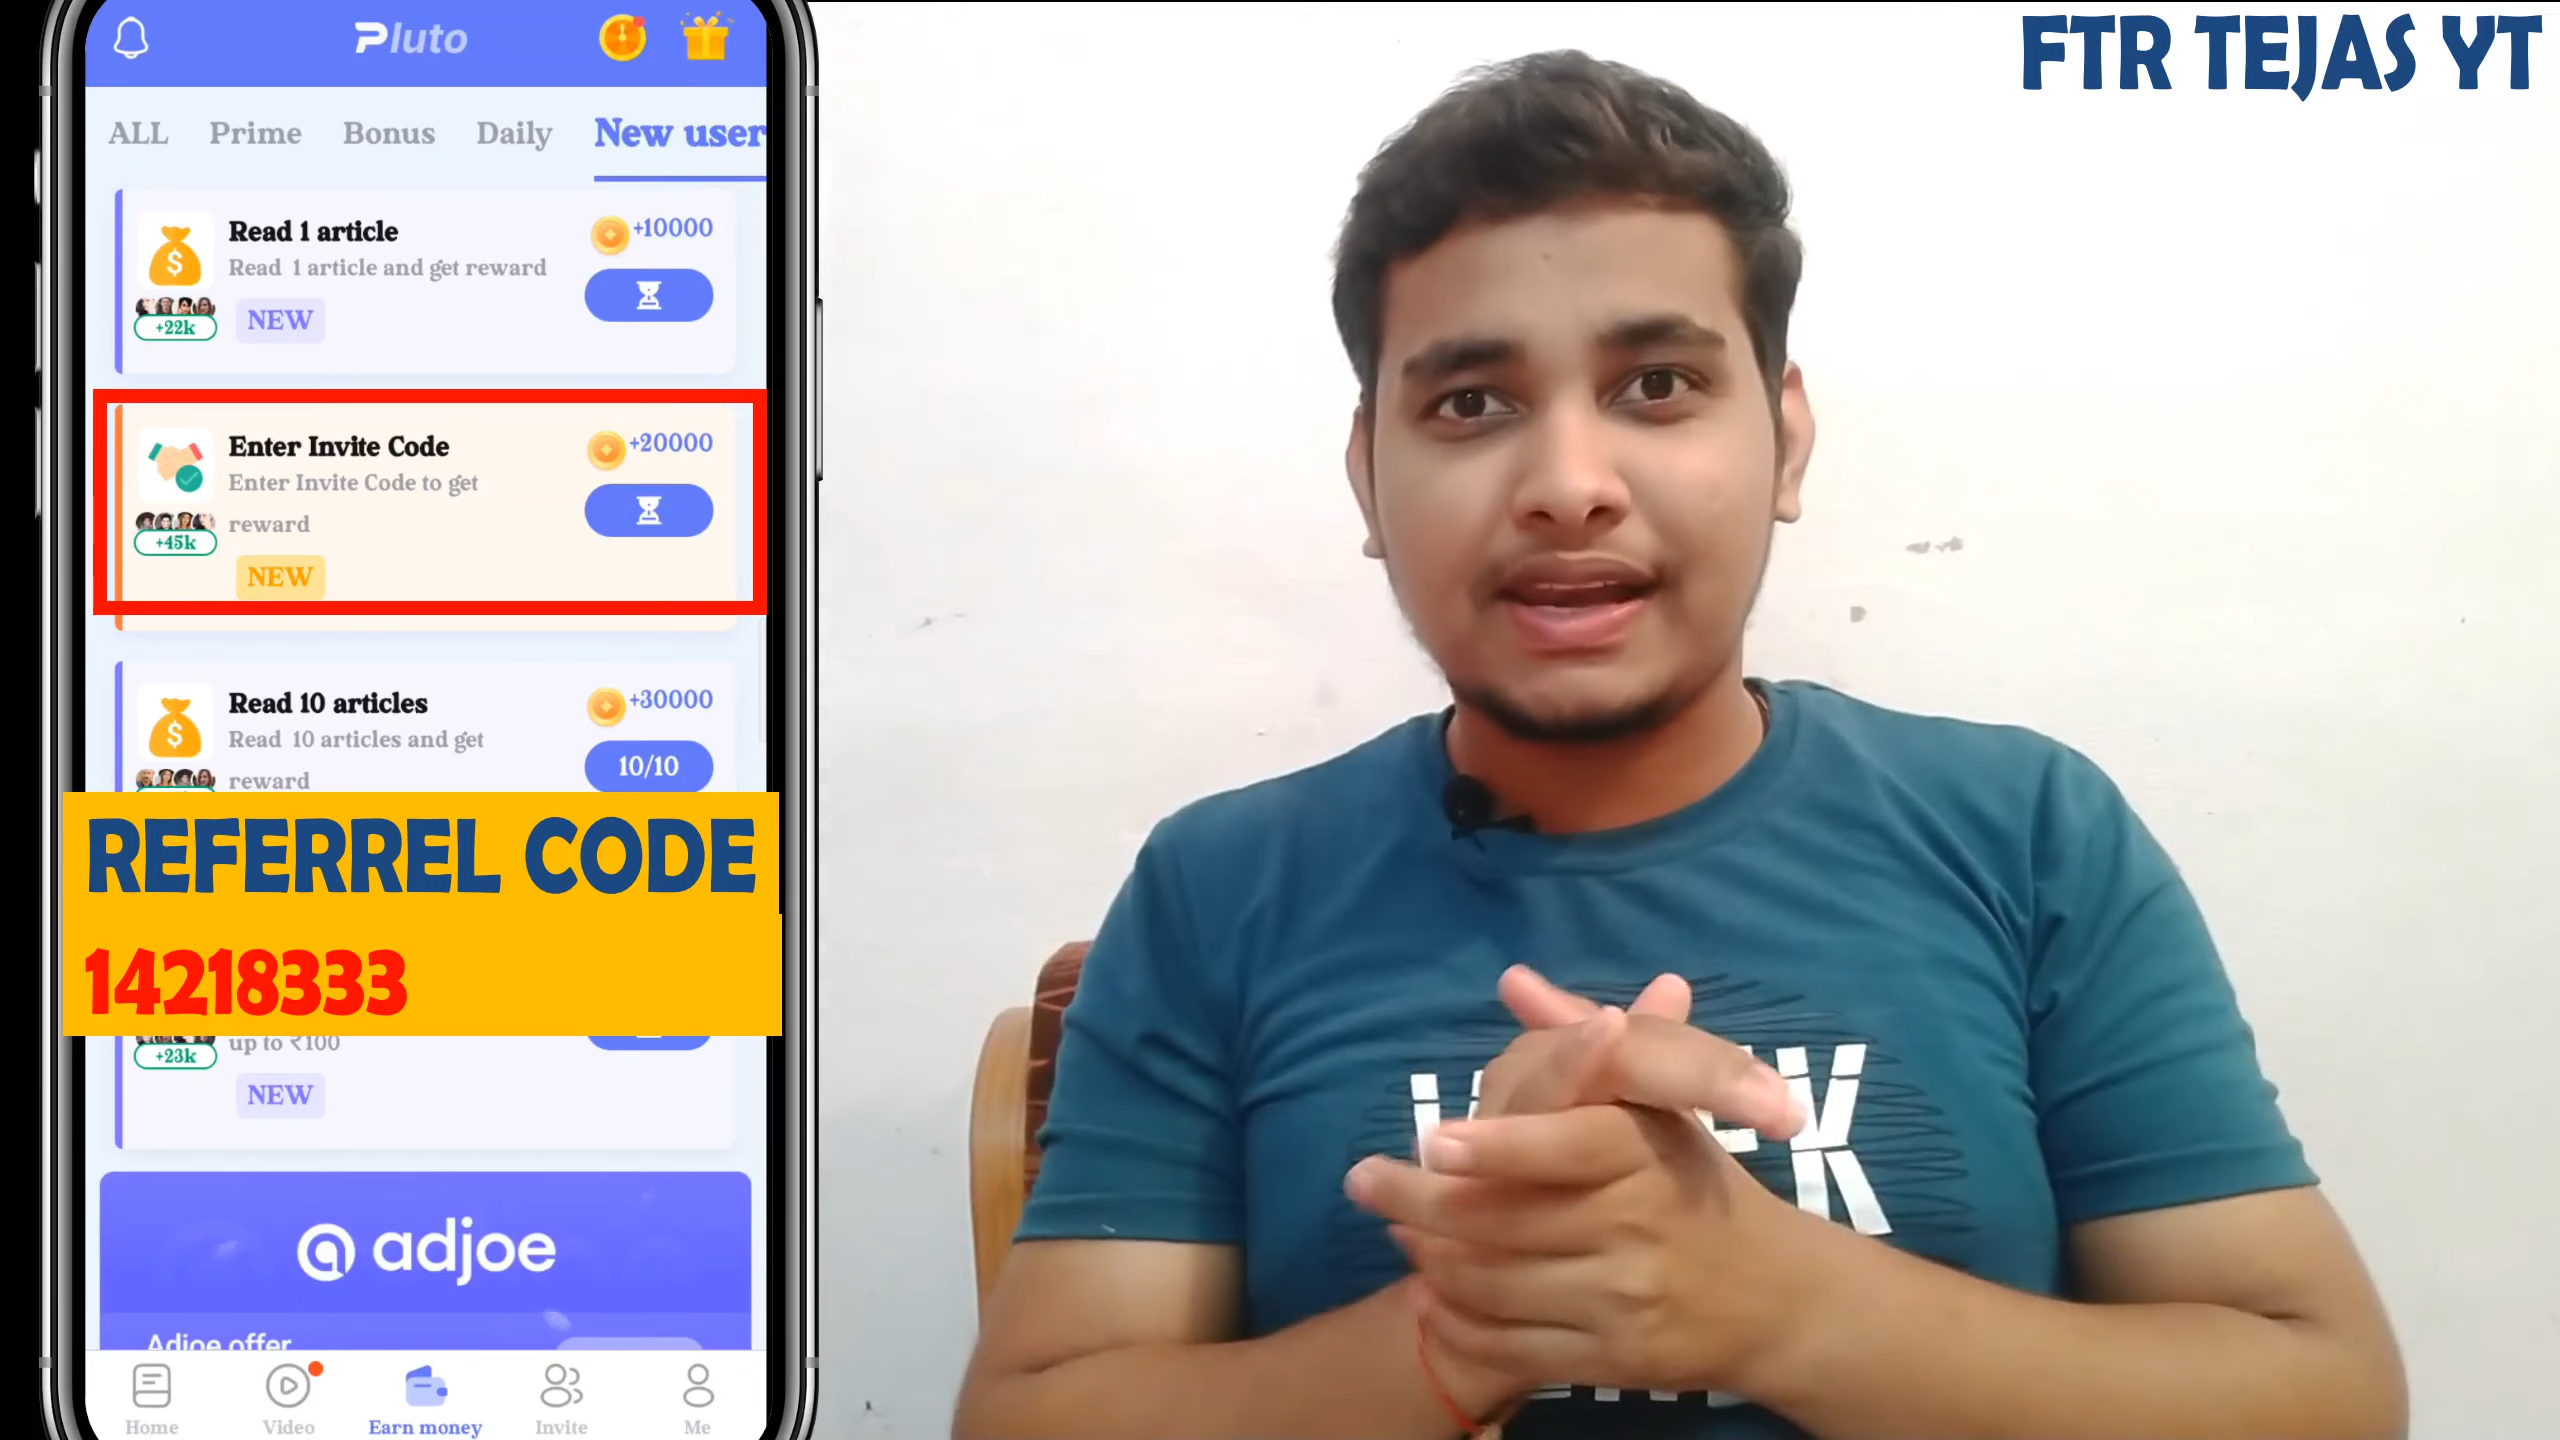 Pluto
FTR TEJAS YT
ALL Prime Bonus Daily New user
Read 1 article
+10000
Read 1 article and get reward
+22k
NEW
Enter Invite Code
+20000
Enter Invite Code to get
reward
+45k
NEW
Read 10 articles
+30000
Read 10 articles and get
10/10
reward
REFERREL CODE
14218333
up to ₹100
+23k
NEW
adjoe
Adjoe offer
Home Video Earn money Invite Me